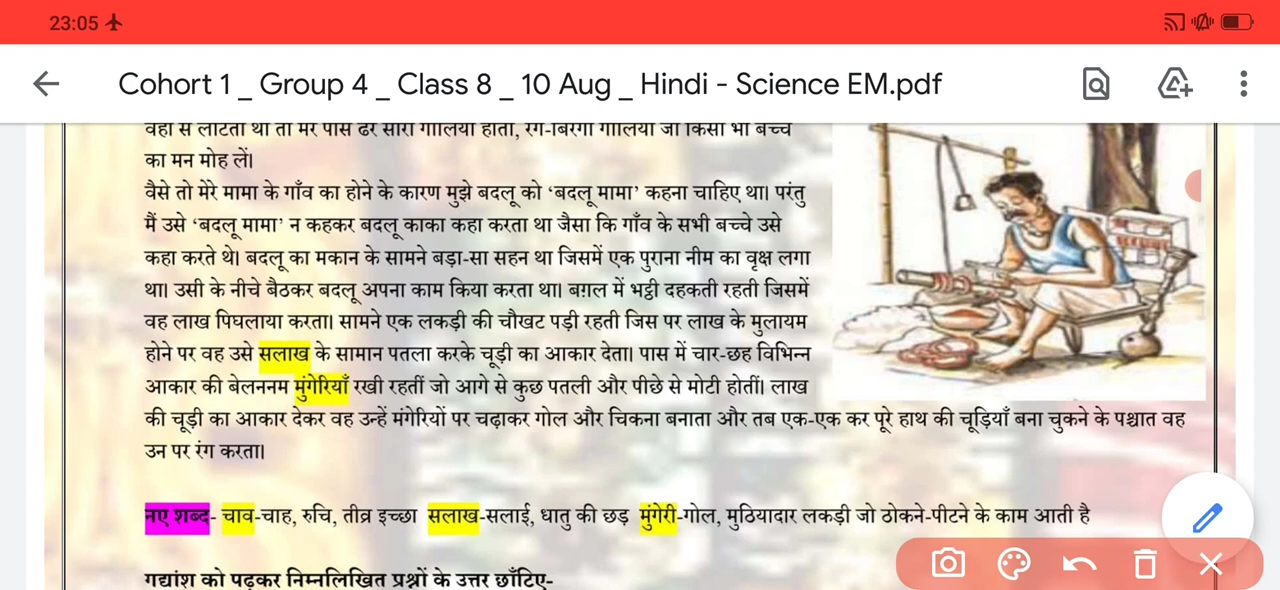 23:05
Cohort 1 _ Group 4 _ Class 8 _ 10 Aug _ Hindi - Science EM.pdf
वहाँ से लौटता था तो मेरे पास ढेर सारी गोलियाँ होतीं, रंग-बिरंगी गोलियाँ जो किसी भी बच्चे
का मन मोह लें।
वैसे तो मेरे मामा के गाँव का होने के कारण मुझे बदलू को ‘बदलू मामा’ कहना चाहिए था। परंतु
मैं उसे ‘बदलू मामा’ न कहकर बदलू काका कहा करता था जैसा कि गाँव के सभी बच्चे उसे
कहा करते थे। बदलू का मकान के सामने बड़ा-सा सहन था जिसमें एक पुराना नीम का वृक्ष लगा
था। उसी के नीचे बैठकर बदलू अपना काम किया करता था। बग़ल में भट्ठी दहकती रहती जिसमें
वह लाख पिघलाया करता। सामने एक लकड़ी की चौखट पड़ी रहती जिस पर लाख के मुलायम
होने पर वह उसे सलाख के सामान पतला करके चूड़ी का आकार देता। पास में चार-छह विभिन्न
आकार की बेलननम मुंगेरियाँ रखी रहतीं जो आगे से कुछ पतली और पीछे से मोटी होतीं। लाख
की चूड़ी का आकार देकर वह उन्हें मंगेरियों पर चढ़ाकर गोल और चिकना बनाता और तब एक-एक कर पूरे हाथ की चूड़ियाँ बना चुकने के पश्चात वह
उन पर रंग करता।
नए शब्द- चाव-चाह, रुचि, तीव्र इच्छा सलाख-सलाई, धातु की छड़ मुंगेरी-गोल, मुठियादार लकड़ी जो ठोकने-पीटने के काम आती है
गद्यांश को पढ़कर निम्नलिखित प्रश्नों के उत्तर छाँटिए-